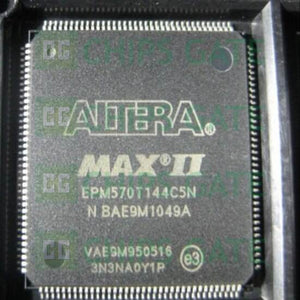 ALTERA®
MAX® II
EPM570T144C5N
N BAE9M1049A
VAE9M950516
3N3NA0Y1P
e3